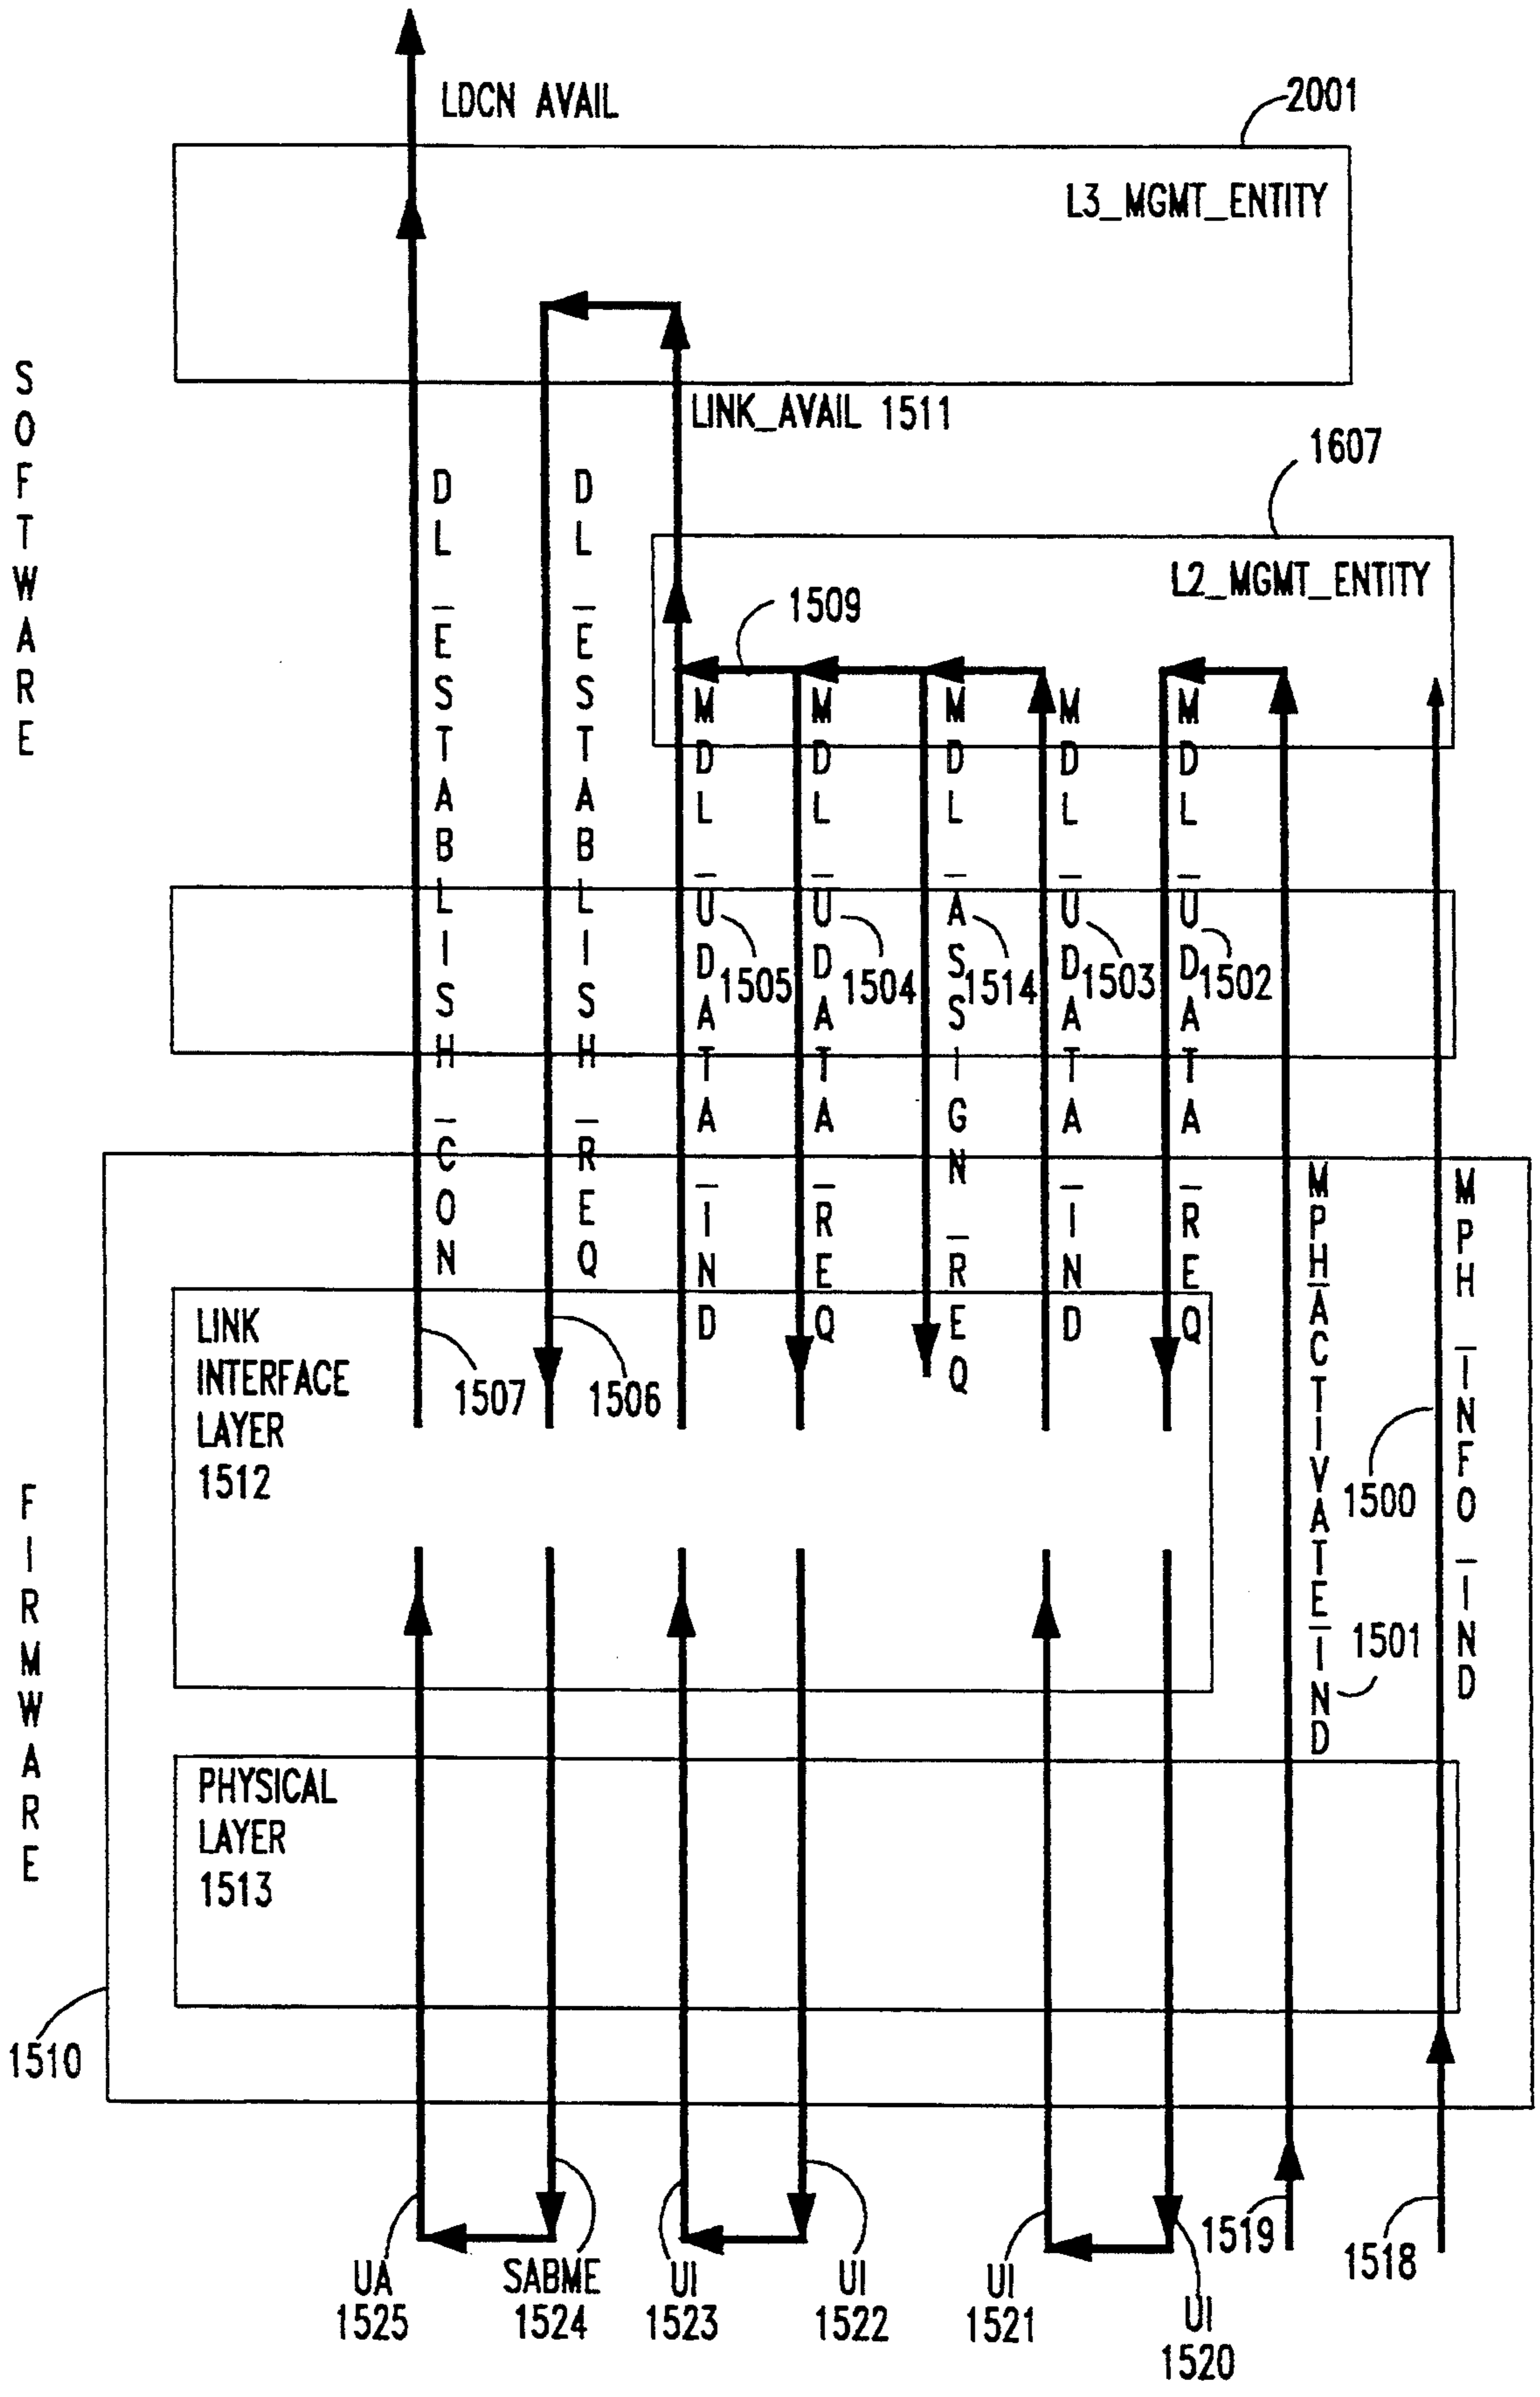 LDCN AVAIL
2001
L3_MGMT_ENTITY
SOFTWARE
LINK_AVAIL 1511
1607
L2_MGMT_ENTITY
1509
DL_ESTABLISH_CON
DL_ESTABLISH_REQ
MDL_UDATA_IND
MDL_UDATA_REQ
MDL_ASSIGN_REQ
MDL_UDATA_IND
MDL_UDATA_REQ
MPH_ACTIVATE_IND
MPH_INFO_IND
1505
1504
1514
1503
1502
LINK
INTERFACE
LAYER
1512
1507
1506
1500
1501
FIRMWARE
PHYSICAL
LAYER
1513
1510
1519
1518
UA
1525
SABME
1524
UI
1523
UI
1522
UI
1521
UI
1520